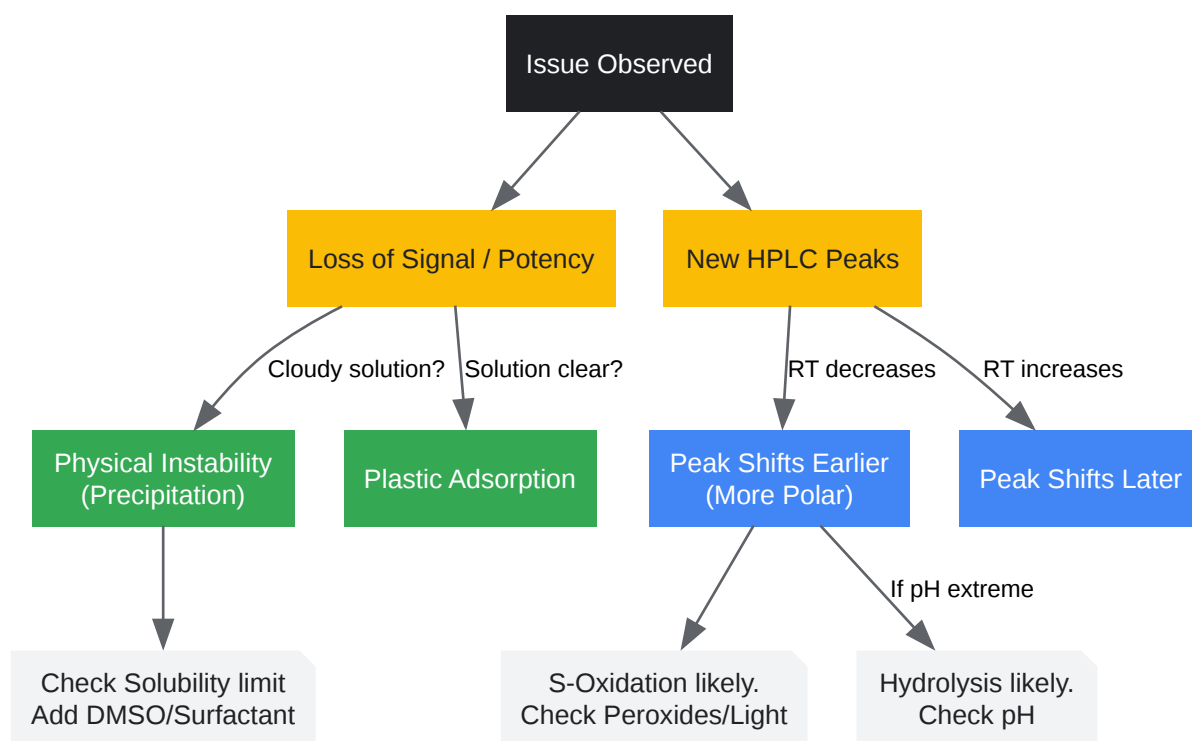 Issue Observed
Loss of Signal / Potency
New HPLC Peaks
Cloudy solution?
Solution clear?
RT decreases
RT increases
Physical Instability
(Precipitation)
Plastic Adsorption
Peak Shifts Earlier
(More Polar)
Peak Shifts Later
If pH extreme
Check Solubility limit
Add DMSO/Surfactant
S-Oxidation likely.
Check Peroxides/Light
Hydrolysis likely.
Check pH